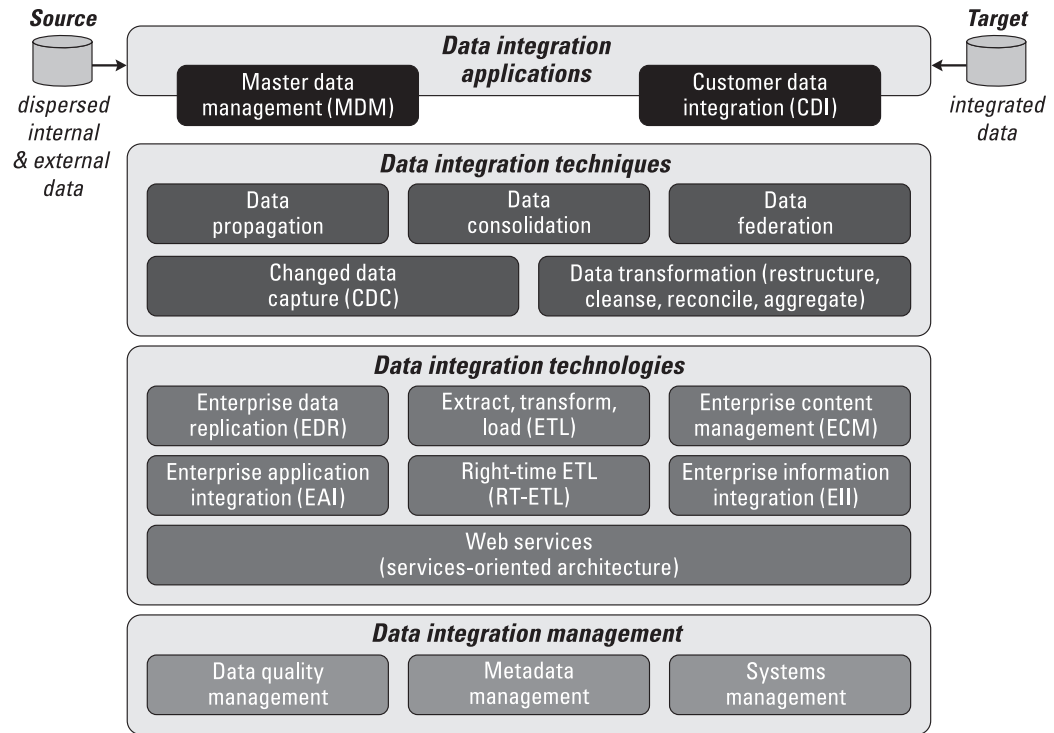 Source
dispersed
internal
& external
data
Data integration
applications
Master data
management (MDM)
Customer data
integration (CDI)
Target
integrated
data
Data integration techniques
Data
propagation
Data
consolidation
Data
federation
Changed data
capture (CDC)
Data transformation (restructure,
cleanse, reconcile, aggregate)
Data integration technologies
Enterprise data
replication (EDR)
Extract, transform,
load (ETL)
Enterprise content
management (ECM)
Enterprise application
integration (EAI)
Right-time ETL
(RT-ETL)
Enterprise information
integration (EII)
Web services
(services-oriented architecture)
Data integration management
Data quality
management
Metadata
management
Systems
management